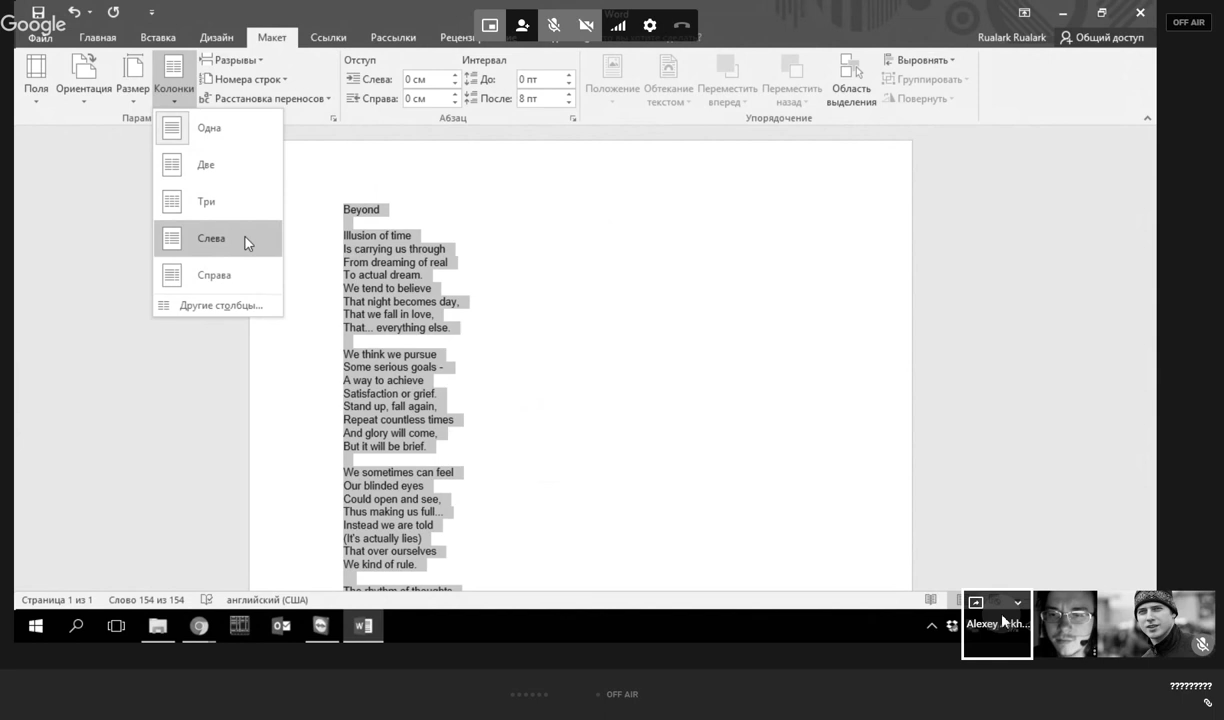 Google
Word
OFF AIR
Файл
Главная
Вставка
Дизайн
Макет
Ссылки
Рассылки
Rualark Rualark
Общий доступ
Поля
Ориентация
Размер
Колонки
Разрывы
Номера строк
Расстановка переносов
Отступ
Слева:
0 см
Справа:
0 см
Интервал
До:
0 пт
После:
8 пт
Положение
Обтекание текстом
Переместить вперед
Переместить назад
Область выделения
Выровнять
Группировать
Повернуть
Абзац
Упорядочение
Одна
Две
Три
Слева
Справа
Другие столбцы...
Beyond
Illusion of time
Is carrying us through
From dreaming of real
To actual dream.
We tend to believe
That night becomes day,
That we fall in love,
That... everything else.
We think we pursue
Some serious goals -
A way to achieve
Satisfaction or grief.
Stand up, fall again,
Repeat countless times
And glory will come,
But it will be brief.
We sometimes can feel
Our blinded eyes
Could open and see,
Thus making us full...
Instead we are told
(It's actually lies)
That over ourselves
We kind of rule.
The rhythm of thoughts
Страница 1 из 1
Слово 154 из 154
английский (США)
OFF AIR
?????????